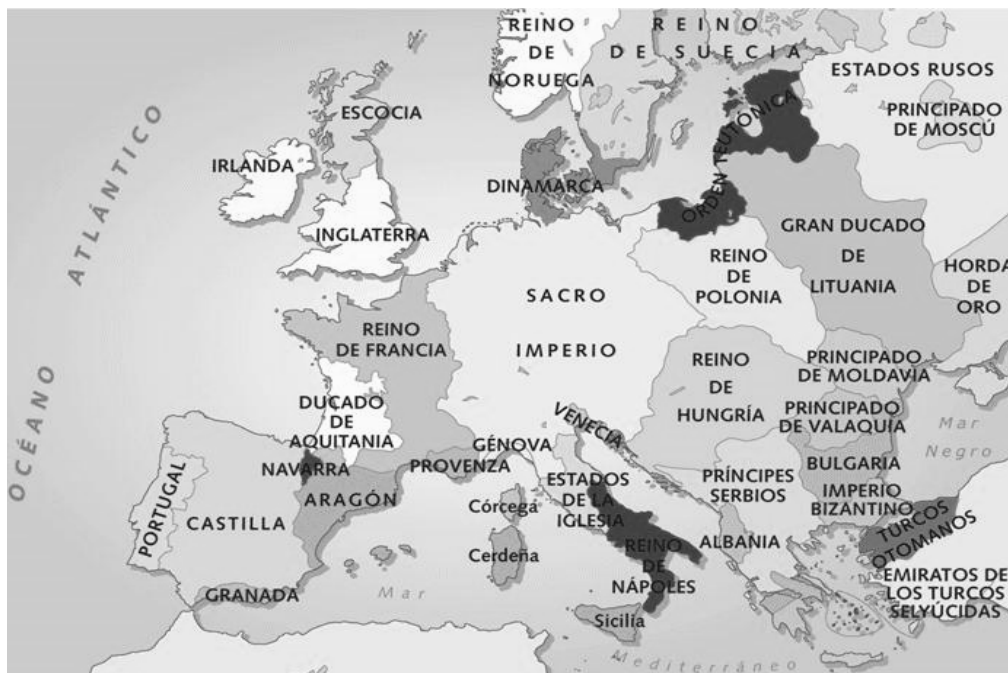 REINO
DE
NORUEGA
REINO
DE SUECIA
ESTADOS RUSOS
PRINCIPADO
DE MOSCÚ
ESCOCIA
IRLANDA
INGLATERRA
DINAMARCA
ORDEN TEUTÓNICA
GRAN DUCADO
DE
LITUANIA
HORDA
DE
ORO
REINO
DE
POLONIA
SACRO
IMPERIO
OCÉANO ATLÁNTICO
REINO
DE FRANCIA
REINO
DE
HUNGRÍA
PRINCIPADO
DE MOLDAVIA
PRINCIPADO
DE VALAQUIA
Mar
Negro
DUCADO
DE
AQUITANIA
NAVARRA
PROVENZA
GÉNOVA
VENECIA
BULGARIA
IMPERIO
BIZANTINO
PRÍNCIPES
SERBIOS
ALBANIA
TURCOS
OTOMANOS
EMIRATOS DE
LOS TURCOS
SELYÚCIDAS
PORTUGAL
CASTILLA
ARAGÓN
GRANADA
Córcega
Cerdeña
ESTADOS
DE LA
IGLESIA
REINO
DE
NÁPOLES
Sicilia
Mar
Mediterráneo